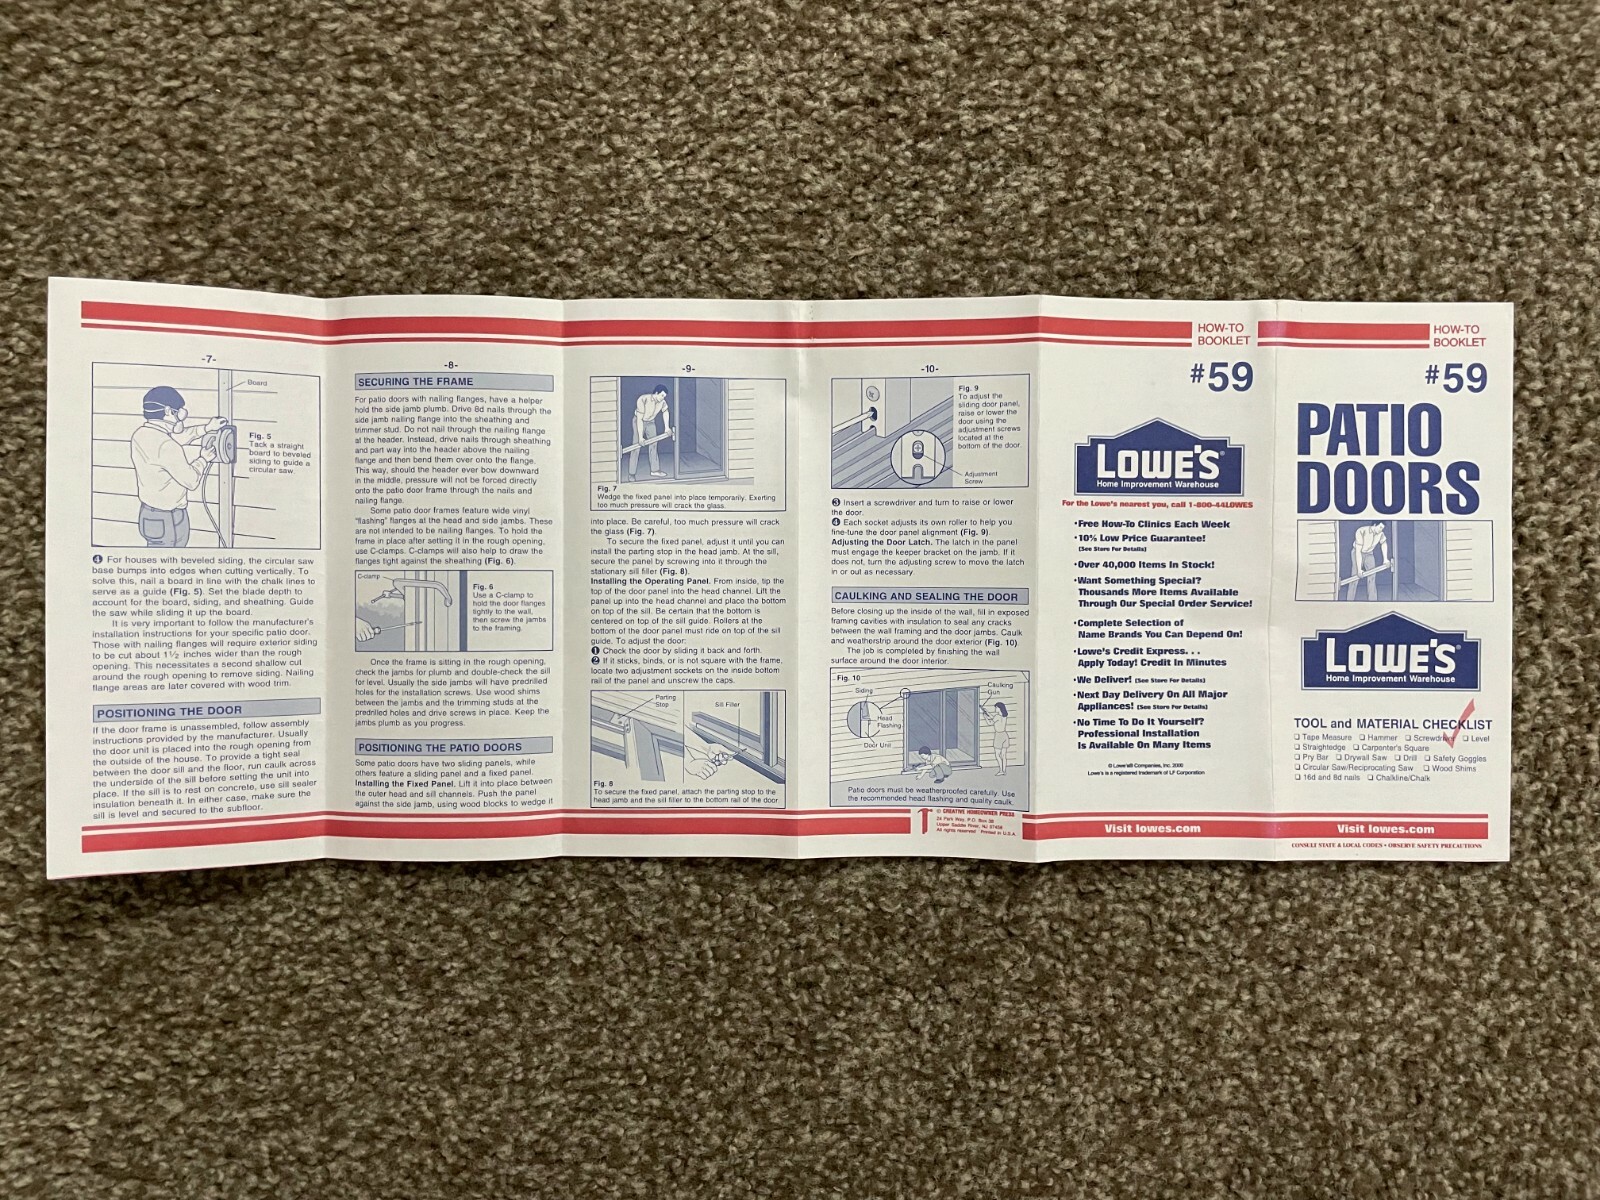 -7-
Board
Fig. 5
Tack a straight
board to beveled
siding to guide a
circular saw.
❹ For houses with beveled siding, the circular saw
base bumps into edges when cutting vertically. To
solve this, nail a board in line with the chalk lines to
serve as a guide (Fig. 5). Set the blade depth to
account for the board, siding, and sheathing. Guide
the saw while sliding it up the board.
It is very important to follow the manufacturer's
installation instructions for your specific patio door.
Those with nailing flanges will require exterior siding
to be cut about 1½ inches wider than the rough
opening. This necessitates a second shallow cut
around the rough opening to remove siding. Nailing
flange areas are later covered with wood trim.
POSITIONING THE DOOR
If the door frame is unassembled, follow assembly
instructions provided by the manufacturer. Usually
the door unit is placed into the rough opening from
the outside of the house. To provide a tight seal
between the door sill and the floor, run caulk across
the underside of the sill before setting the unit into
place. If the sill is to rest on concrete, use sill sealer
insulation beneath it. In either case, make sure the
sill is level and secured to the subfloor.
-8-
SECURING THE FRAME
For patio doors with nailing flanges, have a helper
hold the side jamb plumb. Drive 8d nails through the
side jamb nailing flange into the sheathing and
trimmer stud. Do not nail through the nailing flange
at the header. Instead, drive nails through sheathing
and part way into the header above the nailing
flange and then bend them over onto the flange.
This way, should the header ever bow downward
in the middle, pressure will not be forced directly
onto the patio door frame through the nails and
nailing flange.
Some patio door frames feature wide vinyl
"flashing" flanges at the head and side jambs. These
are not intended to be nailing flanges. To hold the
frame in place after setting it in the rough opening,
use C-clamps. C-clamps will also help to draw the
flanges tight against the sheathing (Fig. 6).
C-clamp
Fig. 6
Use a C-clamp to
hold the door flanges
tightly to the wall,
then screw the jambs
to the framing.
Once the frame is sitting in the rough opening,
check the jambs for plumb and double-check the sill
for level. Usually the side jambs will have predrilled
holes for the installation screws. Use wood shims
between the jambs and the trimming studs at the
predrilled holes and drive screws in place. Keep the
jambs plumb as you progress.
POSITIONING THE PATIO DOORS
Some patio doors have two sliding panels, while
others feature a sliding panel and a fixed panel.
Installing the Fixed Panel. Lift it into place between
the outer head and sill channels. Push the panel
against the side jamb, using wood blocks to wedge it
-9-
Fig. 7
Wedge the fixed panel into place temporarily. Exerting
too much pressure will crack the glass.
into place. Be careful, too much pressure will crack
the glass (Fig. 7).
To secure the fixed panel, adjust it until you can
install the parting stop in the head jamb. At the sill,
secure the panel by screwing into it through the
stationary sill filler (Fig. 8).
Installing the Operating Panel. From inside, tip the
top of the door panel into the head channel. Lift the
panel up into the head channel and place the bottom
on top of the sill. Be certain that the bottom is
centered on top of the sill guide. Rollers at the
bottom of the door panel must ride on top of the sill
guide. To adjust the door:
❶ Check the door by sliding it back and forth.
❷ If it sticks, binds, or is not square with the frame,
locate two adjustment sockets on the inside bottom
rail of the panel and unscrew the caps.
Parting
Stop
Sill Filler
Fig. 8
To secure the fixed panel, attach the parting stop to the
head jamb and the sill filler to the bottom rail of the door.
-10-
Fig. 9
To adjust the
sliding door panel,
raise or lower the
door using the
adjustment screws
located at the
bottom of the door.
Adjustment
Screw
❸ Insert a screwdriver and turn to raise or lower
the door.
❹ Each socket adjusts its own roller to help you
fine-tune the door panel alignment (Fig. 9).
Adjusting the Door Latch. The latch in the panel
must engage the keeper bracket on the jamb. If it
does not, turn the adjusting screw to move the latch
in or out as necessary.
CAULKING AND SEALING THE DOOR
Before closing up the inside of the wall, fill in exposed
framing cavities with insulation to seal any cracks
between the wall framing and the door jambs. Caulk
and weatherstrip around the door exterior (Fig. 10).
The job is completed by finishing the wall
surface around the door interior.
Fig. 10
Siding
Caulking
Gun
Head
Flashing
Door Unit
Patio doors must be weatherproofed carefully. Use
the recommended head flashing and quality caulk.
© CREATIVE HOMEOWNER PRESS
24 Park Way, P.O. Box 38
Upper Saddle River, NJ 07458
All rights reserved Printed in U.S.A.
HOW-TO
BOOKLET
#59
LOWE'S®
Home Improvement Warehouse
For the Lowe's nearest you, call 1-800-44LOWES
•Free How-To Clinics Each Week
•10% Low Price Guarantee!
(See Store For Details)
•Over 40,000 Items In Stock!
•Want Something Special?
Thousands More Items Available
Through Our Special Order Service!
•Complete Selection of
Name Brands You Can Depend On!
•Lowe's Credit Express. . .
Apply Today! Credit In Minutes
•We Deliver! (See Store For Details)
•Next Day Delivery On All Major
Appliances! (See Store For Details)
•No Time To Do It Yourself?
Professional Installation
Is Available On Many Items
© Lowe's® Companies, Inc. 2000
Lowe's is a registered trademark of LF Corporation
Visit lowes.com
HOW-TO
BOOKLET
#59
PATIO
DOORS
LOWE'S®
Home Improvement Warehouse
TOOL and MATERIAL CHECKLIST
❏ Tape Measure ❏ Hammer ❏ Screwdriver ❏ Level
❏ Straightedge ❏ Carpenter's Square
❏ Pry Bar ❏ Drywall Saw ❏ Drill ❏ Safety Goggles
❏ Circular Saw/Reciprocating Saw ❏ Wood Shims
❏ 16d and 8d nails ❏ Chalkline/Chalk
Visit lowes.com
CONSULT STATE & LOCAL CODES • OBSERVE SAFETY PRECAUTIONS